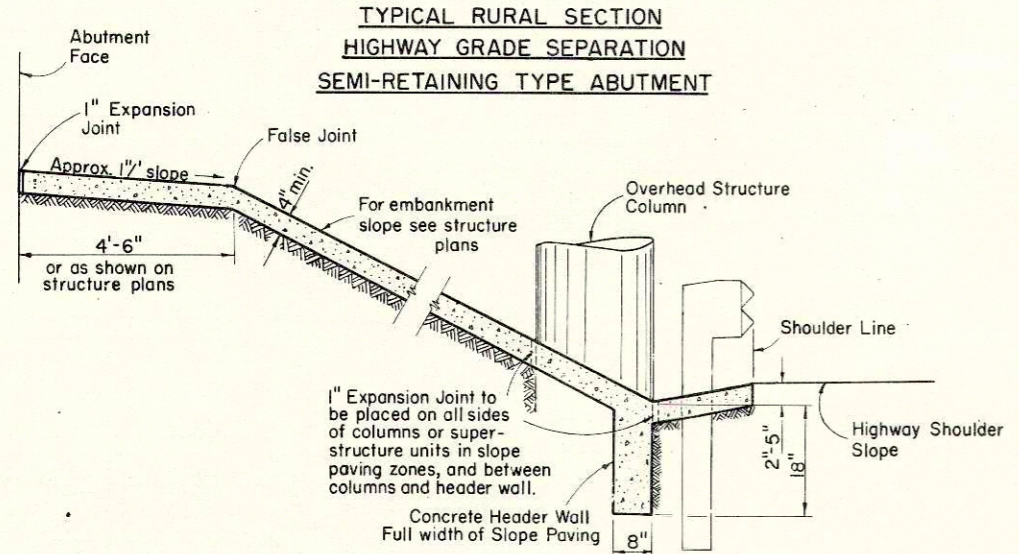 TYPICAL RURAL SECTION
HIGHWAY GRADE SEPARATION
SEMI-RETAINING TYPE ABUTMENT
Abutment
Face
1" Expansion
Joint
False Joint
Approx. 1"/' slope
4" min.
For embankment
slope see structure
plans
Overhead Structure
Column
4'-6"
or as shown on
structure plans
Shoulder Line
1" Expansion Joint to
be placed on all sides
of columns or super-
structure units in slope
paving zones, and between
columns and header wall.
2"-5"
18"
Highway Shoulder
Slope
Concrete Header Wall
Full width of Slope Paving
8"